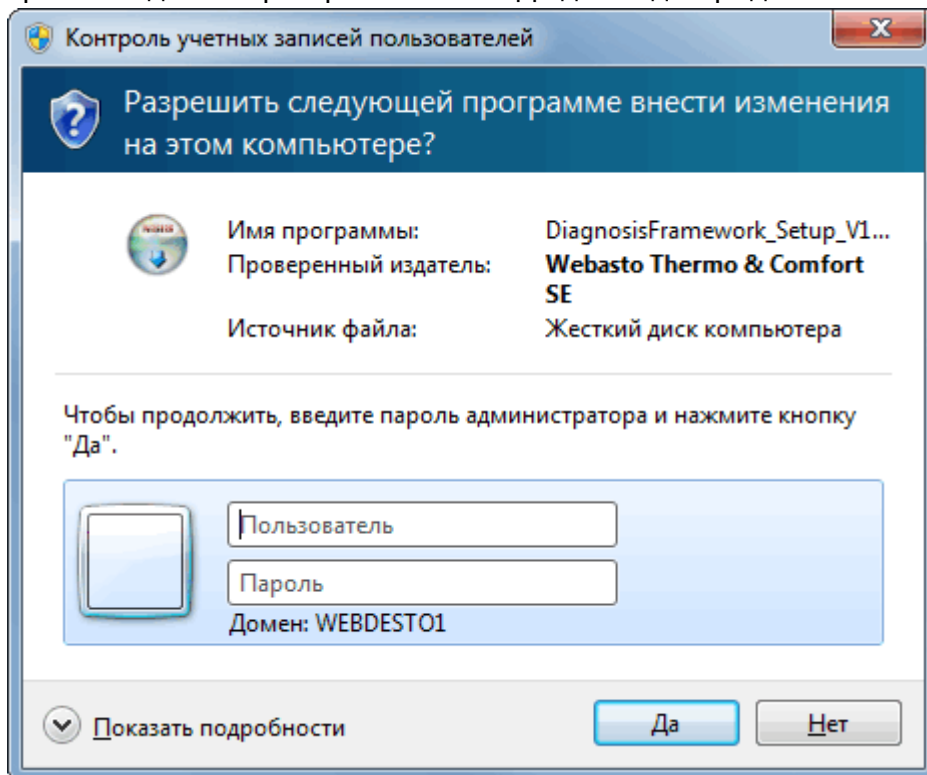 Контроль учетных записей пользователей
Разрешить следующей программе внести изменения
на этом компьютере?
Имя программы: DiagnosisFramework_Setup_V1...
Проверенный издатель: Webasto Thermo & Comfort
SE
Источник файла: Жесткий диск компьютера
Чтобы продолжить, введите пароль администратора и нажмите кнопку
"Да".
Пользователь
Пароль
Домен: WEBDESTO1
Показать подробности Да Нет